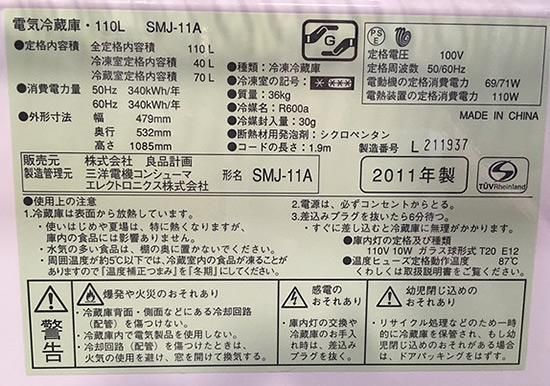 電気冷蔵庫・110L SMJ-11A
●定格内容積 全定格内容積 110 L
冷凍室定格内容積 40 L
冷蔵室定格内容積 70 L
●消費電力量 50Hz 340kWh/年
60Hz 340kWh/年
●外形寸法 幅 479mm
奥行 532mm
高さ 1085mm
G
●種類：冷凍冷蔵庫
●冷凍室の記号：
●質量：36kg
●冷媒名：R600a
●冷媒封入量：30g
●断熱材用発泡剤：シクロペンタン
●コードの長さ：1.9m
PSE
定格電圧 100V
定格周波数 50/60Hz
電動機の定格消費電力 69/71W
電熱装置の定格消費電力 110W
MADE IN CHINA
製造番号 L 211937
販売元 株式会社 良品計画
製造管理元 三洋電機コンシューマエレクトロニクス株式会社
形名 SMJ-11A
2011年製
TÜVRheinland
●使用上の注意
1.冷蔵庫は表面から放熱しています。
・使いはじめや夏場は、特に熱くなりますが、
庫内の食品には影響ありません。
・水気の多い食品は、棚の奥に置かないでください。
・周囲温度が約5℃以下では、冷蔵室内の食品が凍ることが
ありますので「温度補正つまみ」を「冬期」にしてください。
2.電源は、必ずコンセントからとる。
3.差込みプラグを抜いたら6分待つ。
・すぐに差し込むと冷蔵庫に無理がかかります。
●庫内灯の定格及び種類
110V 10W ガラス球形式 T20 E12
●温度ヒューズ定格動作温度 87℃
くわしくは取扱説明書をご覧ください。
警告
爆発や火災のおそれあり
・冷蔵庫背面・側面などにある冷却回路
（配管）を傷つけない。
・冷蔵庫内で電気製品を使用しない。
・冷却回路（配管）を傷つけたときは、
火気の使用を避け、窓を開けて換気する。
感電のおそれあり
・庫内灯の交換や
冷蔵庫のお手入
れ時は、差込み
プラグを抜く。
幼児閉じ込めのおそれあり
・リサイクル処理などのため一時
的に冷蔵庫を保管され、もし幼
児閉じ込めのおそれがある場合
は、ドアパッキングをはずす。